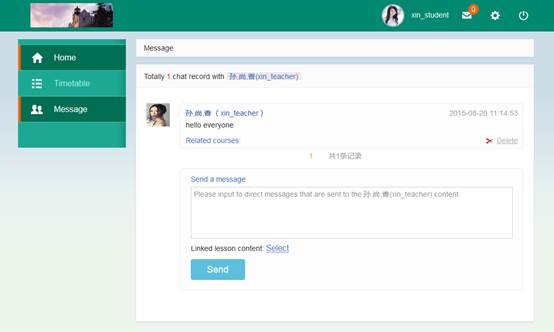 xin_student
0
Home
Timetable
Message
Message
Totally 1 chat record with 孙.尚.香(xin_teacher)
孙.尚.香（ xin_teacher ） 2015-08-20 11:14:53
hello everyone
Related courses: Delete
1 共1条记录
Send a message
Please input to direct messages that are sent to the 孙.尚.香(xin_teacher) content
Linked lesson content: Select
Send